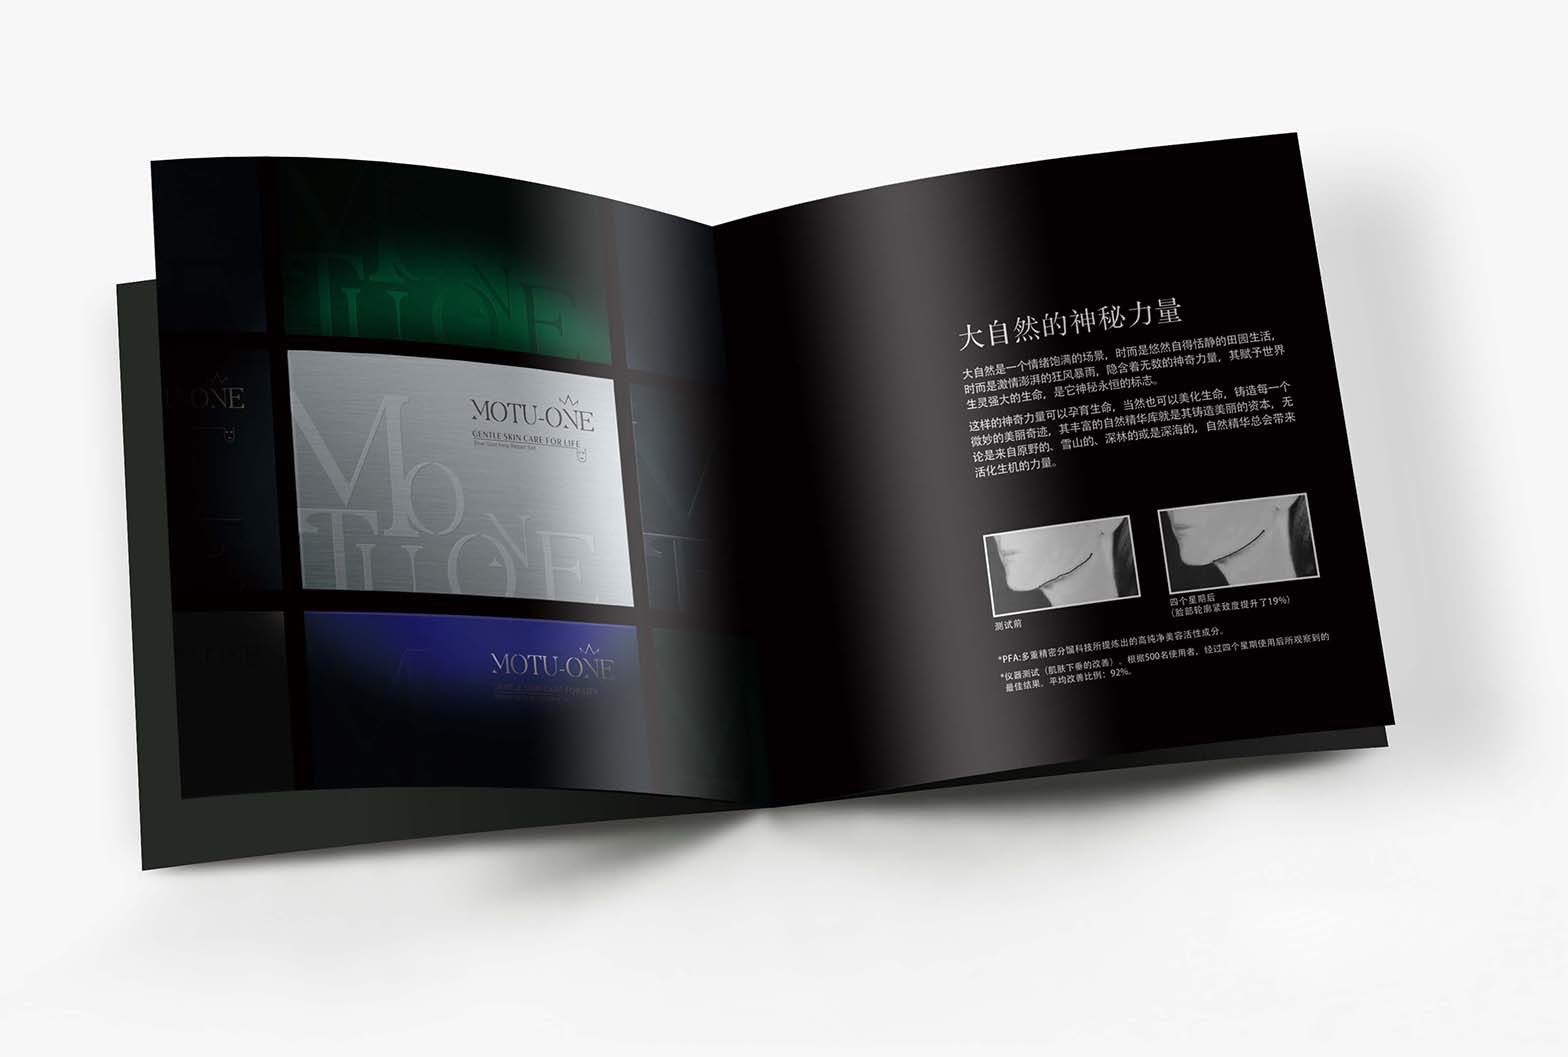 MO
TUONE
ONE
MOTU-ONE
GENTLE SKIN CARE FOR LIFE
MO
TUONE
MOTU-ONE
大自然的神秘力量
大自然是一个情绪饱满的场景，时而是悠然自得恬静的田园生活，
时而是激情澎湃的狂风暴雨，隐含着无数的神奇力量，其赋予世界
生灵强大的生命，是它神秘永恒的标志。
这样的神奇力量可以孕育生命，当然也可以美化生命，铸造每一个
微妙的美丽奇迹，其丰富的自然精华库就是其铸造美丽的资本，无
论是来自原野的、雪山的、深林的或是深海的，自然精华总会带来
活化生机的力量。
测试前
四个星期后
（脸部轮廓紧致度提升了19%）
*PFA:多重精密分馏科技所提炼出的高纯净美容活性成分。
*仪器测试（肌肤下垂的改善）。根据500名使用者，经过四个星期使用后所观察到的
最佳结果。平均改善比例：92%。